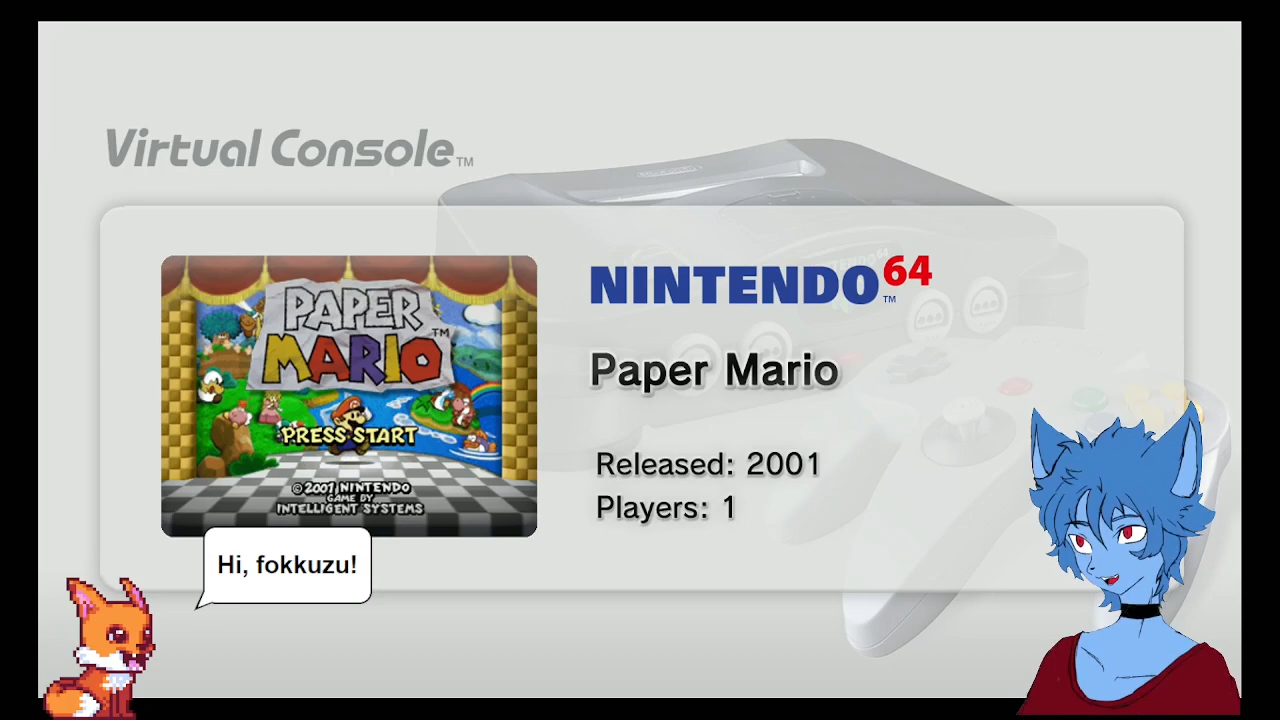 Virtual Console™
NINTENDO64™
PAPER
MARIO™
PRESS START
©2001 NINTENDO
GAME BY
INTELLIGENT SYSTEMS
Paper Mario
Released: 2001
Players: 1
Hi, fokkuzu!